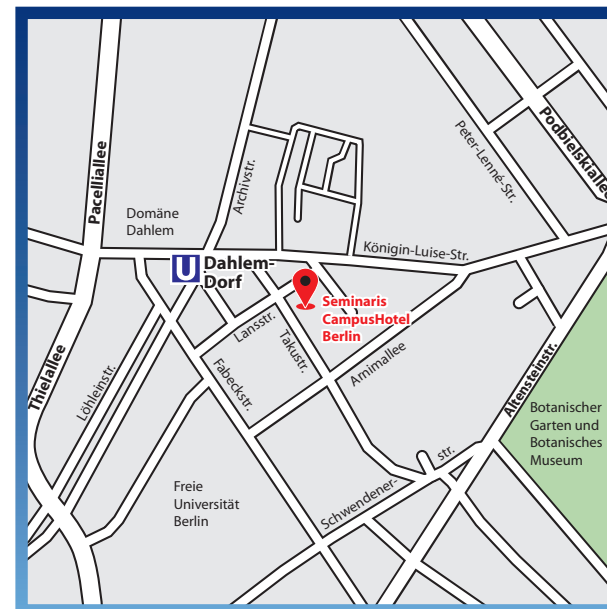 Pacelliallee
Archivstr.
Peter-Lenné-Str.
Podbielskiallee
Domäne
Dahlem
Königin-Luise-Str.
U Dahlem-
Dorf
Seminaris
CampusHotel
Berlin
Lansstr.
Takustr.
Arnimallee
Thielallee
Löhleinstr.
Fabeckstr.
Altensteinstr.
Botanischer
Garten und
Botanisches
Museum
Schwendener-
str.
Freie
Universität
Berlin